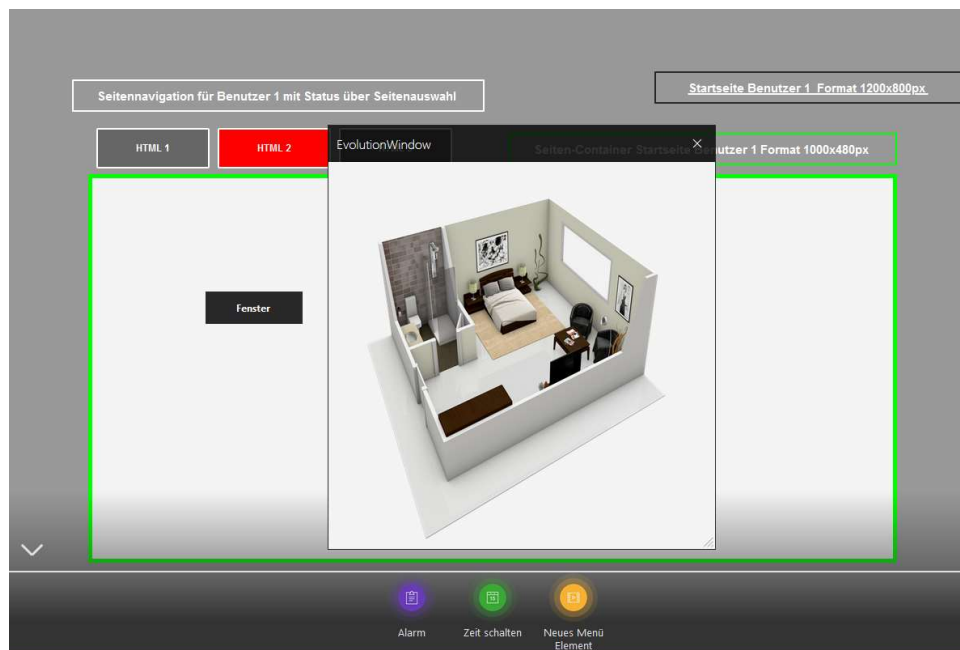 Seitennavigation für Benutzer 1 mit Status über Seitenauswahl
Startseite Benutzer 1 Format 1200x800px
HTML 1
HTML 2
EvolutionWindow
Seiten-Container Startseite Benutzer 1 Format 1000x480px
Fenster
Alarm
Zeit schalten
Neues Menü
Element